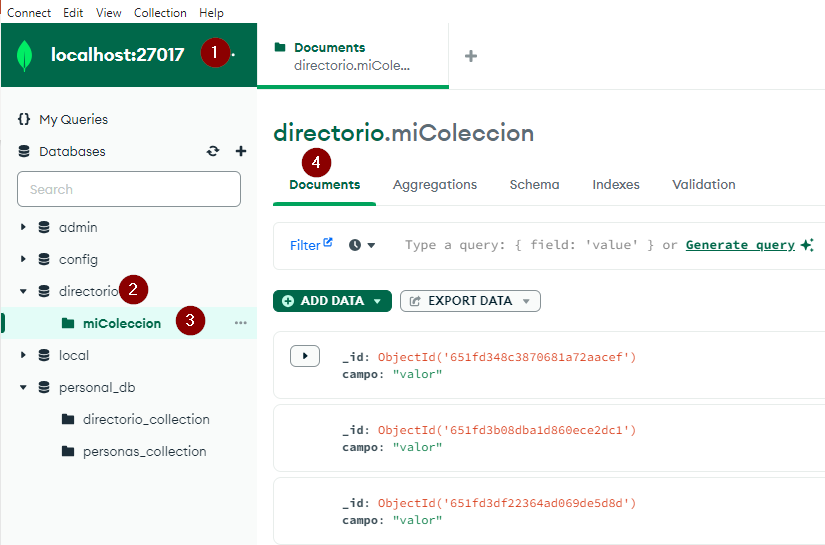 Connect Edit View Collection Help
localhost:27017 1
My Queries
Databases
Search
admin
config
directorio 2
miColeccion 3
local
personal_db
directorio_collection
personas_collection
Documents
directorio.miCole...
directorio.miColeccion
4
Documents Aggregations Schema Indexes Validation
Filter Type a query: { field: 'value' } or Generate query
ADD DATA EXPORT DATA
_id: ObjectId('651fd348c3870681a72aacef')
campo: "valor"
_id: ObjectId('651fd3b08dba1d860ece2dc1')
campo: "valor"
_id: ObjectId('651fd3df22364ad069de5d8d')
campo: "valor"